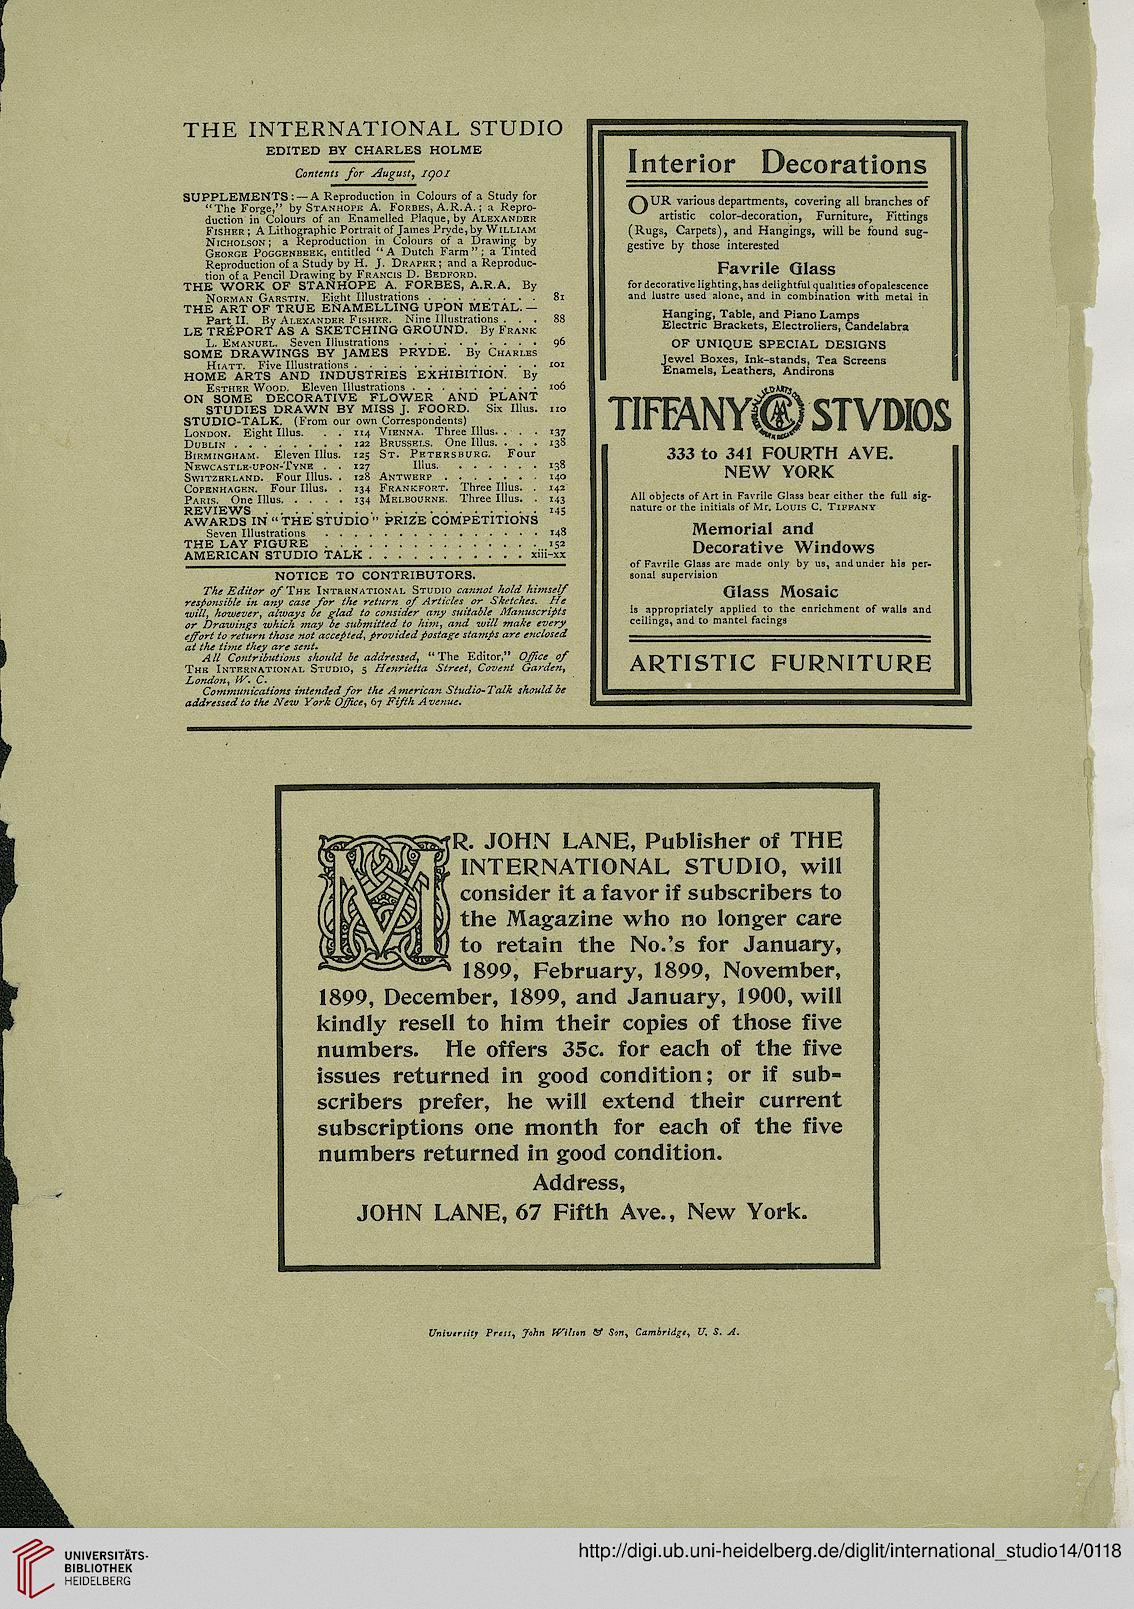 THE INTERNATIONAL STUDIO
EDITED BY CHARLES HOLME
Contents for August, 1901
SUPPLEMENTS:—A Reproduction in Colours of a Study for
"The Forge," by STANHOPE A. FORBES, A.R.A.; a Repro-
duction in Colours of an Enamelled Plaque, by ALEXANDER
FISHER; A Lithographic Portrait of James Pryde, by WILLIAM
NICHOLSON; a Reproduction in Colours of a Drawing by
GEORGE POGGENBEEK, entitled "A Dutch Farm"; a Tinted
Reproduction of a Study by H. J. DRAPER; and a Reproduc-
tion of a Pencil Drawing by FRANCIS D. BEDFORD.
THE WORK OF STANHOPE A. FORBES, A.R.A. By
NORMAN GARSTIN. Eight Illustrations . . . . . . . . 81
THE ART OF TRUE ENAMELLING UPON METAL.—
Part II. By ALEXANDER FISHER. Nine Illustrations . . . 88
LE TRÉPORT AS A SKETCHING GROUND. By FRANK
L. EMANUEL. Seven Illustrations . . . . . . . . . . 96
SOME DRAWINGS BY JAMES PRYDE. By CHARLES
HIATT. Five Illustrations . . . . . . . . . . . . . 101
HOME ARTS AND INDUSTRIES EXHIBITION. By
ESTHER WOOD. Eleven Illustrations . . . . . . . . . 106
ON SOME DECORATIVE FLOWER AND PLANT
STUDIES DRAWN BY MISS J. FOORD. Six Illus. 110
STUDIO-TALK. (From our own Correspondents)
LONDON. Eight Illus. . . . 114 VIENNA. Three Illus. . . . 137
DUBLIN . . . . . . . . 122 BRUSSELS. One Illus. . . . 138
BIRMINGHAM. Eleven Illus. 125 ST. PETERSBURG. Four
NEWCASTLE-UPON-TYNE . . 127 Illus. . . . . . . . 138
SWITZERLAND. Four Illus. . . 128 ANTWERP . . . . . . . 140
COPENHAGEN. Four Illus. . . 134 FRANKFORT. Three Illus. . . 142
PARIS. One Illus. . . . . . 134 MELBOURNE. Three Illus. . . 143
REVIEWS . . . . . . . . . . . . . . . . . . . . 145
AWARDS IN "THE STUDIO" PRIZE COMPETITIONS
Seven Illustrations . . . . . . . . . . . . . . . . 148
THE LAY FIGURE . . . . . . . . . . . . . . . . 152
AMERICAN STUDIO TALK . . . . . . . . . . . xiii-xx
NOTICE TO CONTRIBUTORS.
The Editor of THE INTERNATIONAL STUDIO cannot hold himself
responsible in any case for the return of Articles or Sketches. He
will, however, always be glad to consider any suitable Manuscripts
or Drawings which may be submitted to him, and will make every
effort to return those not accepted, provided postage stamps are enclosed
at the time they are sent.
All Contributions should be addressed, "The Editor," Office of
THE INTERNATIONAL STUDIO, 5 Henrietta Street, Covent Garden,
London, W. C.
Communications intended for the American Studio-Talk should be
addressed to the New York Office, 67 Fifth Avenue.
Interior Decorations
OUR various departments, covering all branches of
artistic color-decoration, Furniture, Fittings
(Rugs, Carpets), and Hangings, will be found sug-
gestive by those interested
Favrile Glass
for decorative lighting, has delightful qualities of opalescence
and lustre used alone, and in combination with metal in
Hanging, Table, and Piano Lamps
Electric Brackets, Electroliers, Candelabra
OF UNIQUE SPECIAL DESIGNS
Jewel Boxes, Ink-stands, Tea Screens
Enamels, Leathers, Andirons
TIFFANY STVDIOS
333 to 341 FOURTH AVE.
NEW YORK
All objects of Art in Favrile Glass bear either the full sig-
nature or the initials of Mr. LOUIS C. TIFFANY
Memorial and
Decorative Windows
of Favrile Glass are made only by us, and under his per-
sonal supervision
Glass Mosaic
is appropriately applied to the enrichment of walls and
ceilings, and to mantel facings
ARTISTIC FURNITURE
MR. JOHN LANE, Publisher of THE
INTERNATIONAL STUDIO, will
consider it a favor if subscribers to
the Magazine who no longer care
to retain the No.'s for January,
1899, February, 1899, November,
1899, December, 1899, and January, 1900, will
kindly resell to him their copies of those five
numbers. He offers 35c. for each of the five
issues returned in good condition; or if sub-
scribers prefer, he will extend their current
subscriptions one month for each of the five
numbers returned in good condition.
Address,
JOHN LANE, 67 Fifth Ave., New York.
University Press, John Wilson & Son, Cambridge, U. S. A.
UNIVERSITÄTS-
BIBLIOTHEK
HEIDELBERG
http://digi.ub.uni-heidelberg.de/diglit/international_studio14/0118